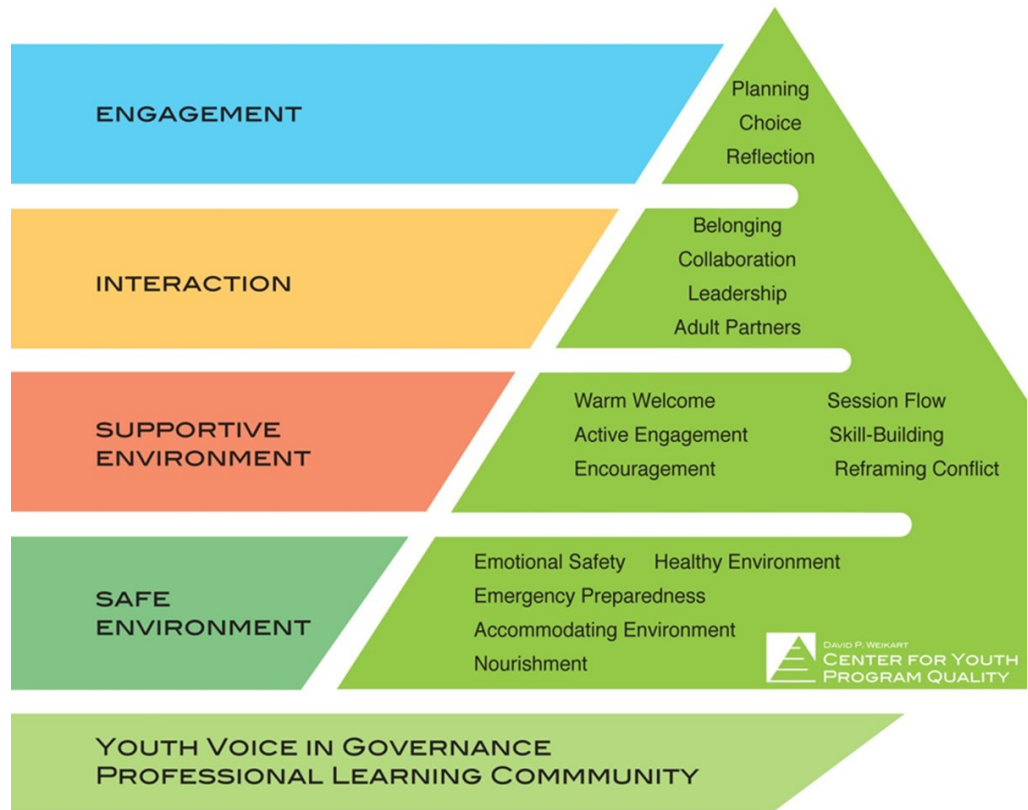 ENGAGEMENT
Planning
Choice
Reflection
INTERACTION
Belonging
Collaboration
Leadership
Adult Partners
SUPPORTIVE
ENVIRONMENT
Warm Welcome
Active Engagement
Encouragement
Session Flow
Skill-Building
Reframing Conflict
SAFE
ENVIRONMENT
Emotional Safety Healthy Environment
Emergency Preparedness
Accommodating Environment
Nourishment
DAVID P. WEIKART
CENTER FOR YOUTH
PROGRAM QUALITY
YOUTH VOICE IN GOVERNANCE
PROFESSIONAL LEARNING COMMMUNITY